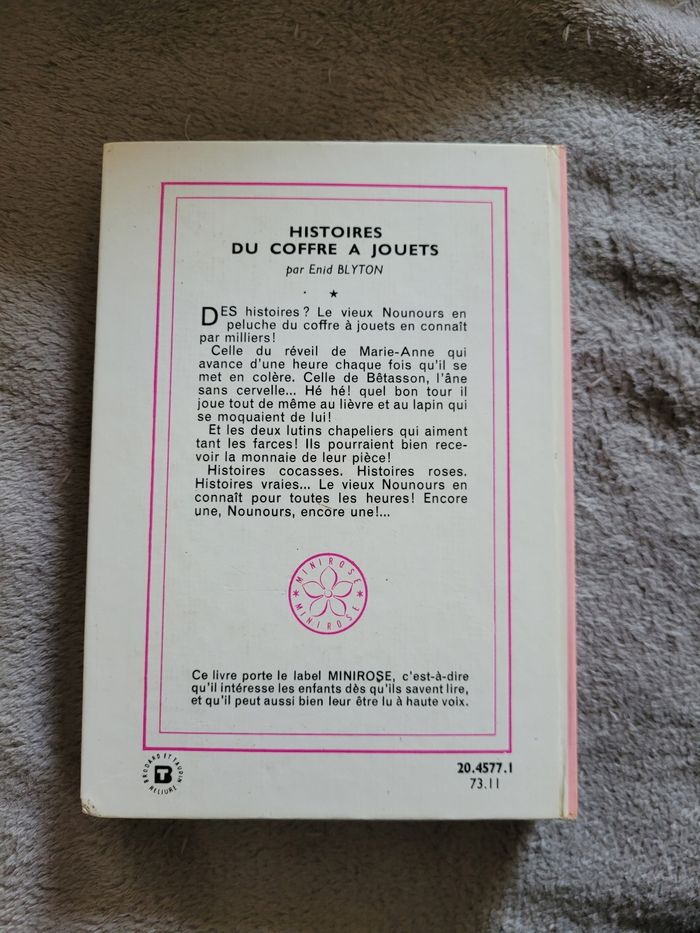 HISTOIRES
DU COFFRE A JOUETS
par Enid BLYTON
DES histoires ? Le vieux Nounours en
peluche du coffre à jouets en connaît
par milliers !
Celle du réveil de Marie-Anne qui
avance d'une heure chaque fois qu'il se
met en colère. Celle de Bêtasson, l'âne
sans cervelle... Hé hé! quel bon tour il
joue tout de même au lièvre et au lapin qui
se moquaient de lui!
Et les deux lutins chapeliers qui aiment
tant les farces! Ils pourraient bien rece-
voir la monnaie de leur pièce!
Histoires cocasses. Histoires roses.
Histoires vraies... Le vieux Nounours en
connaît pour toutes les heures! Encore
une, Nounours, encore une!...
MINIROSE
MINIROSE
Ce livre porte le label MINIROSE, c'est-à-dire
qu'il intéresse les enfants dès qu'ils savent lire,
et qu'il peut aussi bien leur être lu à haute voix.
BRODARD ET TAUPIN
BT
RELIURE
20.4577.1
73.11